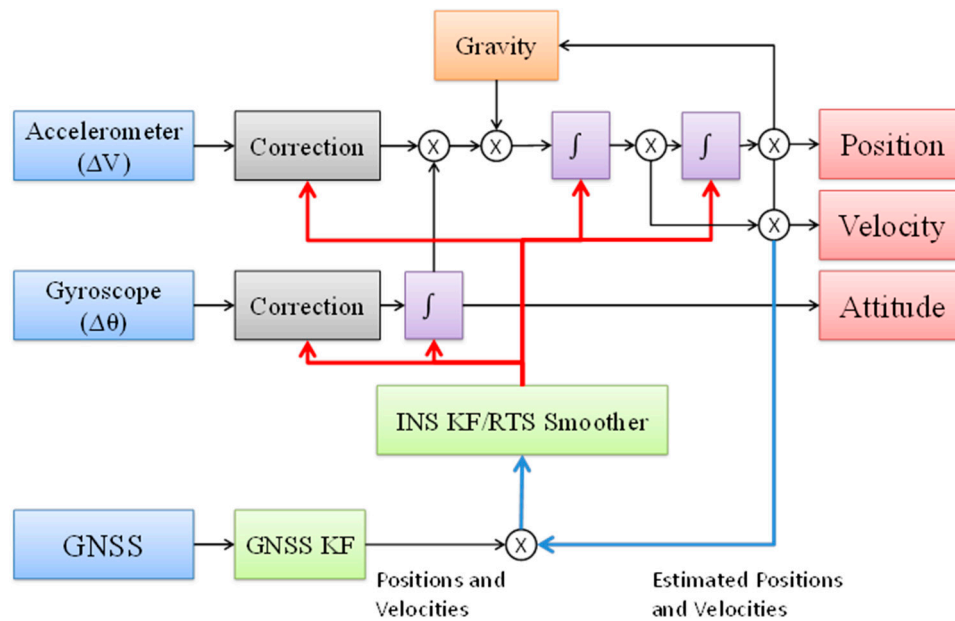 Gravity
Accelerometer
(ΔV)
Correction
X
X
∫
X
∫
X
Position
X
Velocity
Gyroscope
(Δθ)
Correction
∫
Attitude
INS KF/RTS Smoother
GNSS
GNSS KF
X
Positions and
Velocities
Estimated Positions
and Velocities